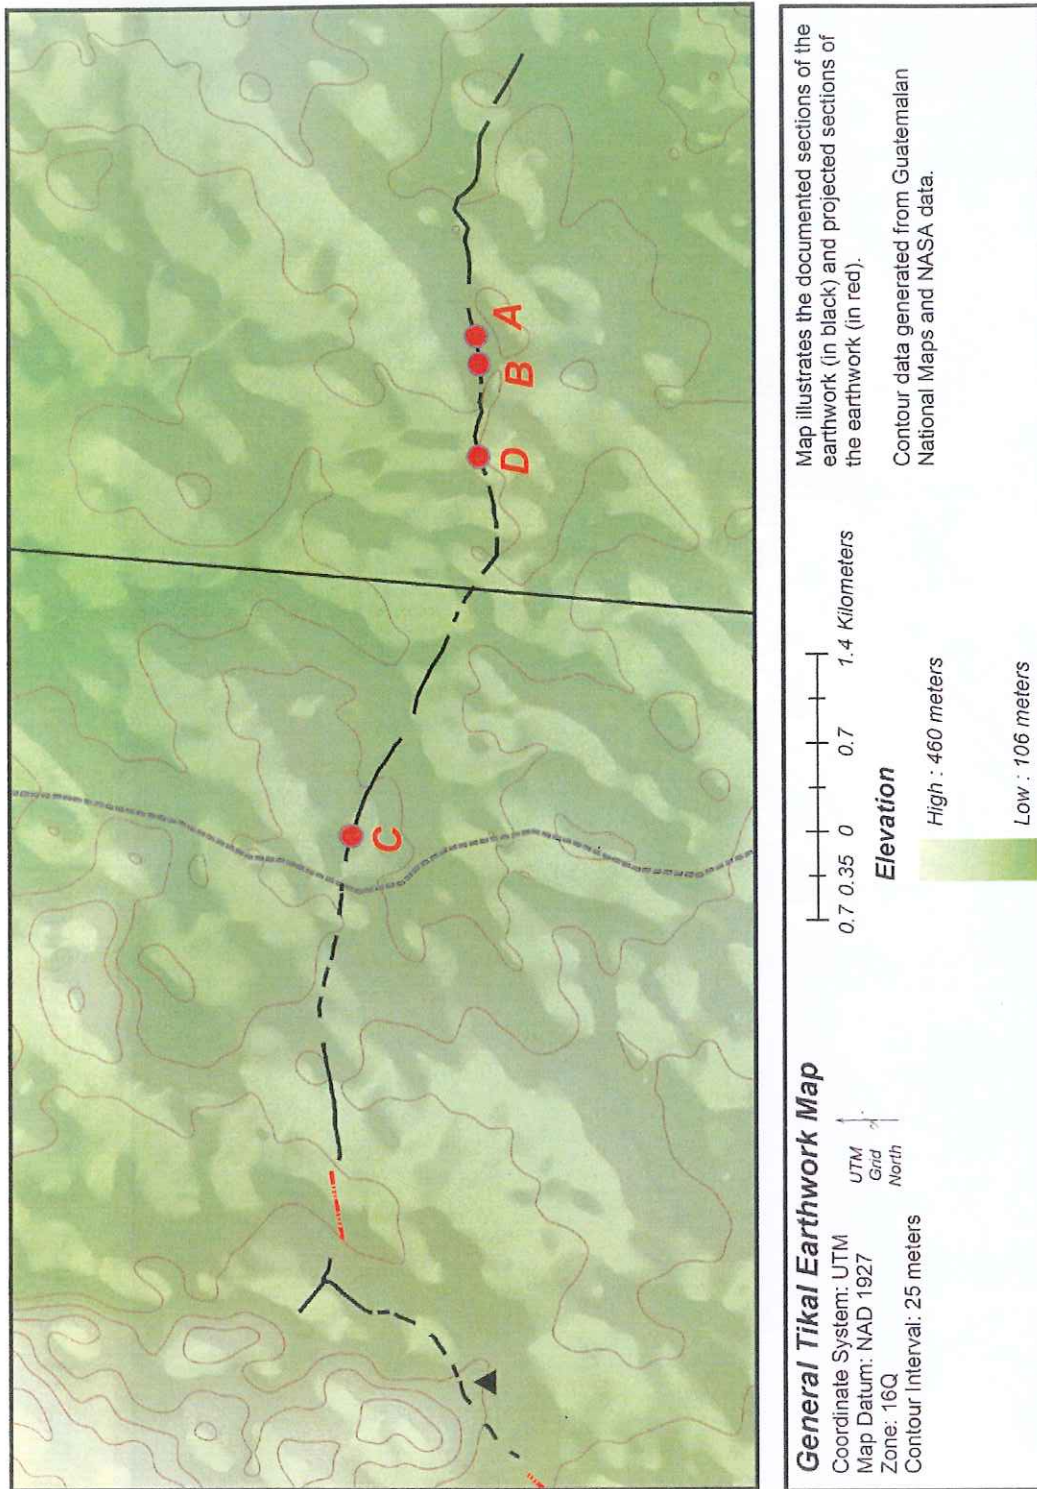 C
D
B
A
General Tikal Earthwork Map
Coordinate System: UTM
Map Datum: NAD 1927
Zone: 16Q
Contour Interval: 25 meters
UTM
Grid
North
0.7 0.35 0 0.7 1.4 Kilometers
Elevation
High : 460 meters
Low : 106 meters
Map illustrates the documented sections of the
earthwork (in black) and projected sections of
the earthwork (in red).
Contour data generated from Guatemalan
National Maps and NASA data.